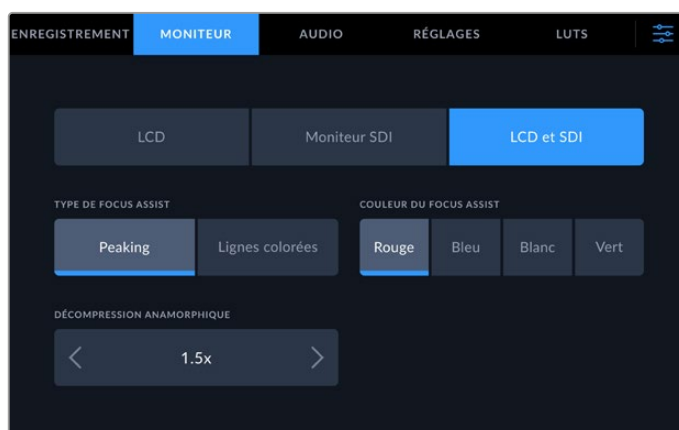 ENREGISTREMENT MONITEUR AUDIO RÉGLAGES LUTS
LCD Moniteur SDI LCD et SDI
TYPE DE FOCUS ASSIST COULEUR DU FOCUS ASSIST
Peaking Lignes colorées Rouge Bleu Blanc Vert
DÉCOMPRESSION ANAMORPHIQUE
1.5x